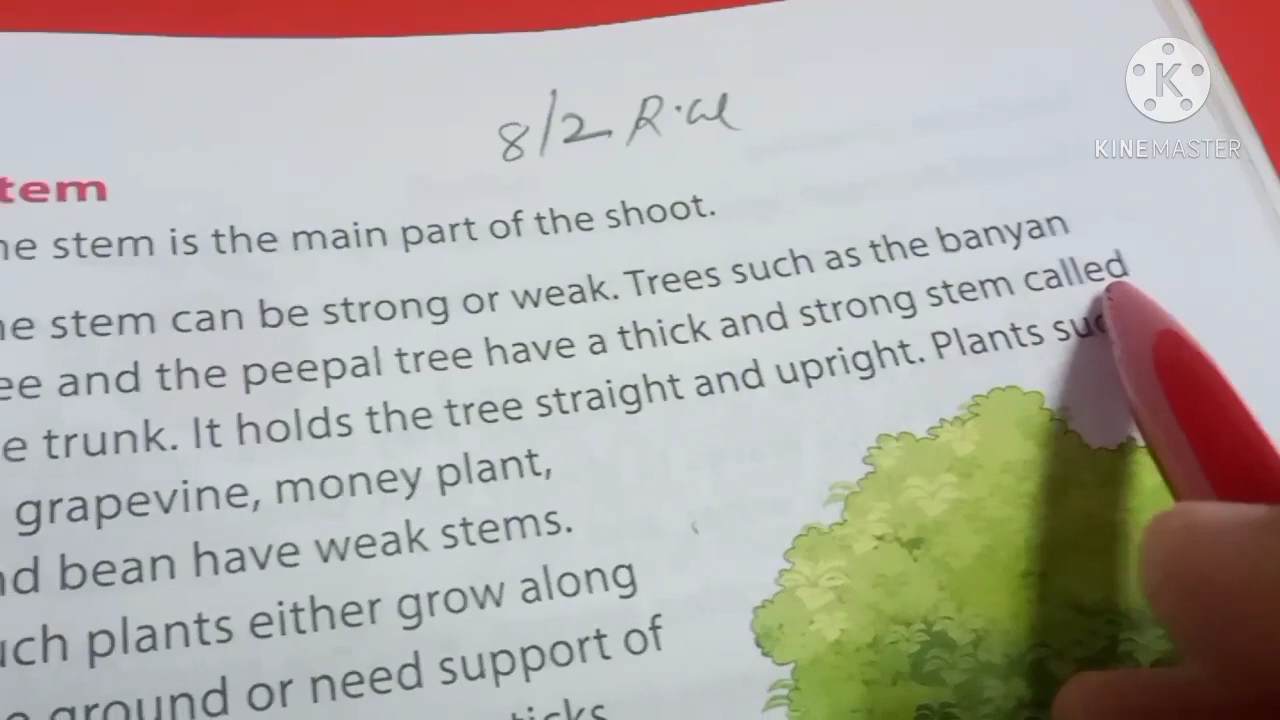 8/2 R.W
KINEMASTER
tem
he stem is the main part of the shoot.
he stem can be strong or weak. Trees such as the banyan
ee and the peepal tree have a thick and strong stem called
e trunk. It holds the tree straight and upright. Plants suc
grapevine, money plant,
nd bean have weak stems.
uch plants either grow along
e ground or need support of
ticks